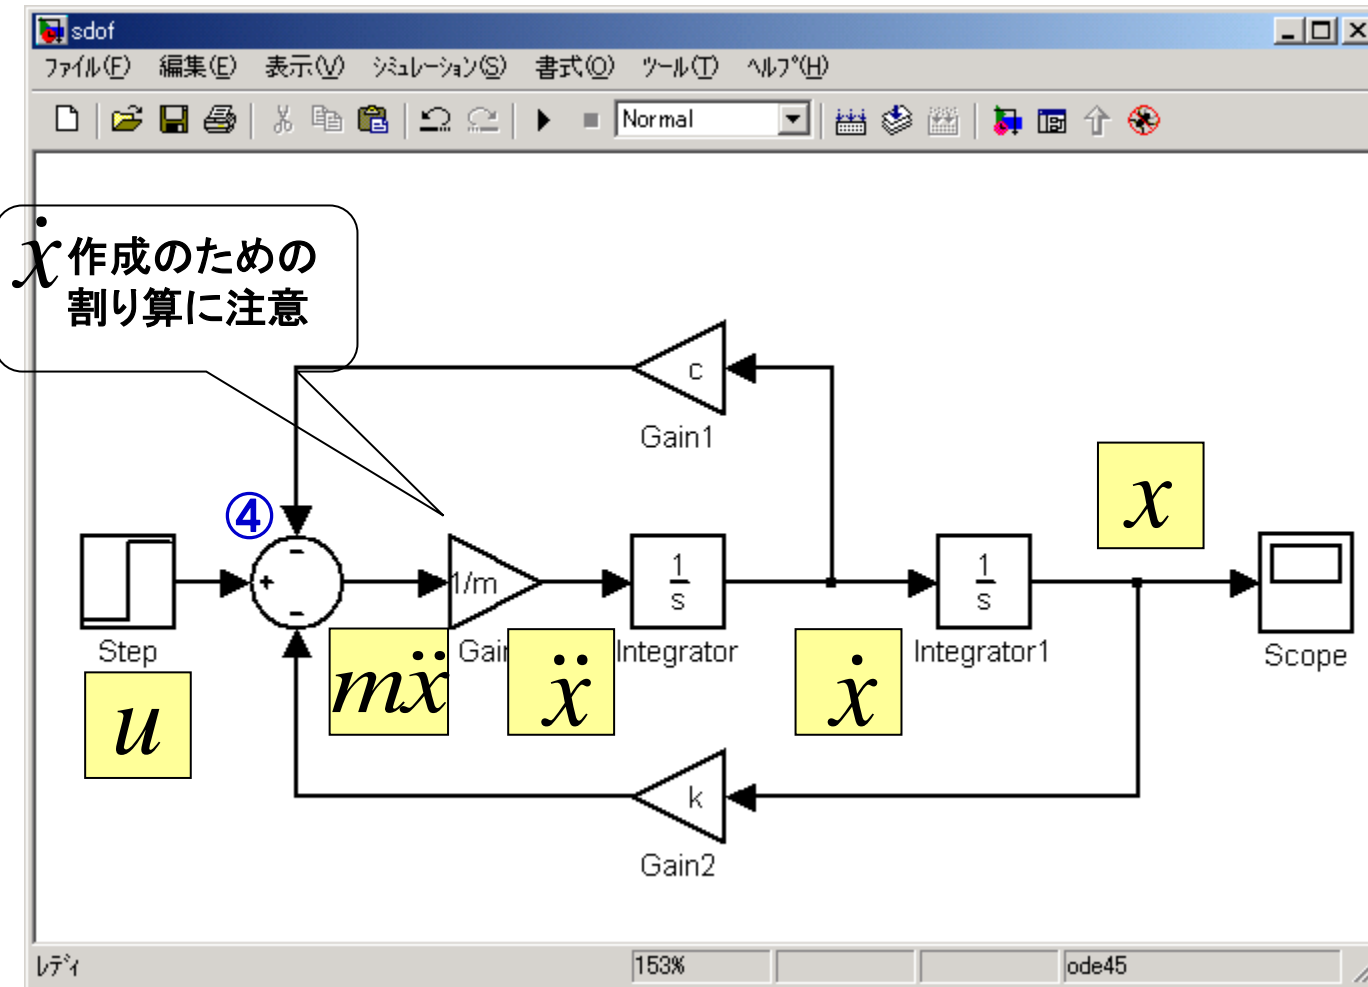 sdof
ファイル(F) 編集(E) 表示(V) シミュレーション(S) 書式(O) ツール(T) ヘルプ(H)
Normal
ẋ作成のための
割り算に注意
c
Gain1
x
④
-
+
-
1/m
1
s
1
s
Step
Gain
Integrator
Integrator1
Scope
u
mẍ
ẍ
ẋ
k
Gain2
レディ 153% ode45